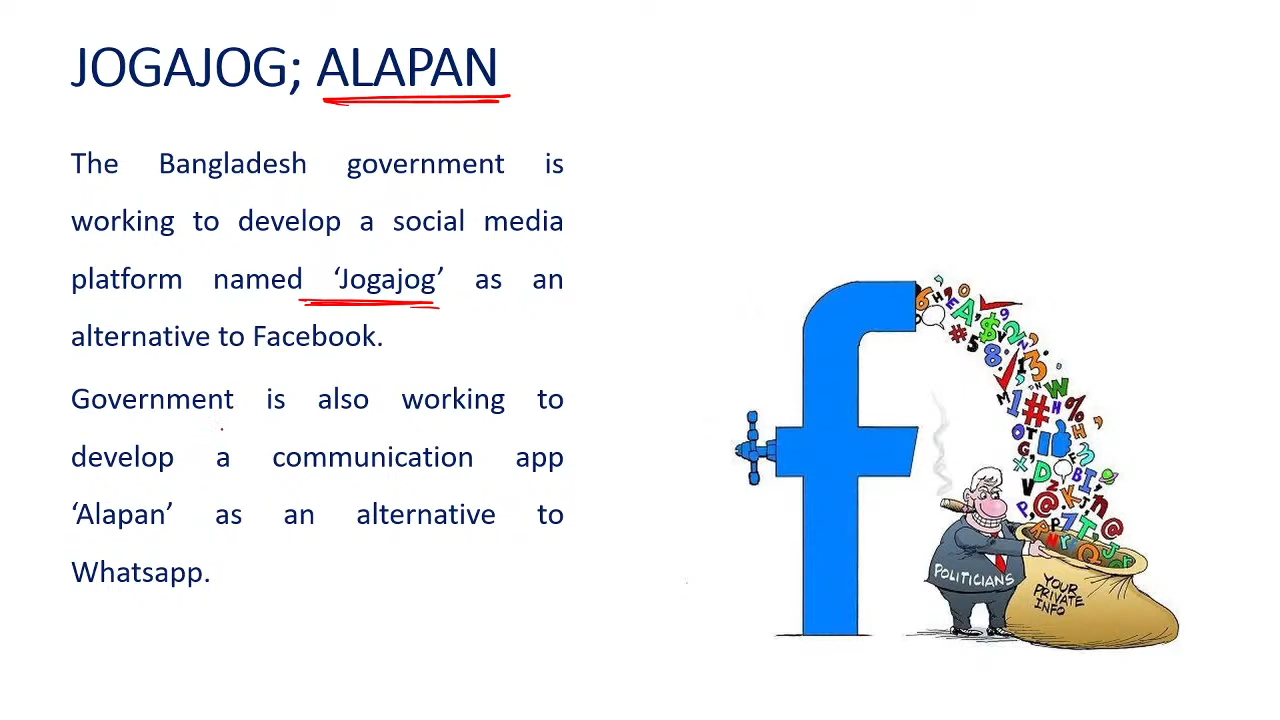 JOGAJOG; ALAPAN
The Bangladesh government is
working to develop a social media
platform named ‘Jogajog’ as an
alternative to Facebook.
Government is also working to
develop a communication app
‘Alapan’ as an alternative to
Whatsapp.
POLITICIANS
YOUR
PRIVATE
INFO